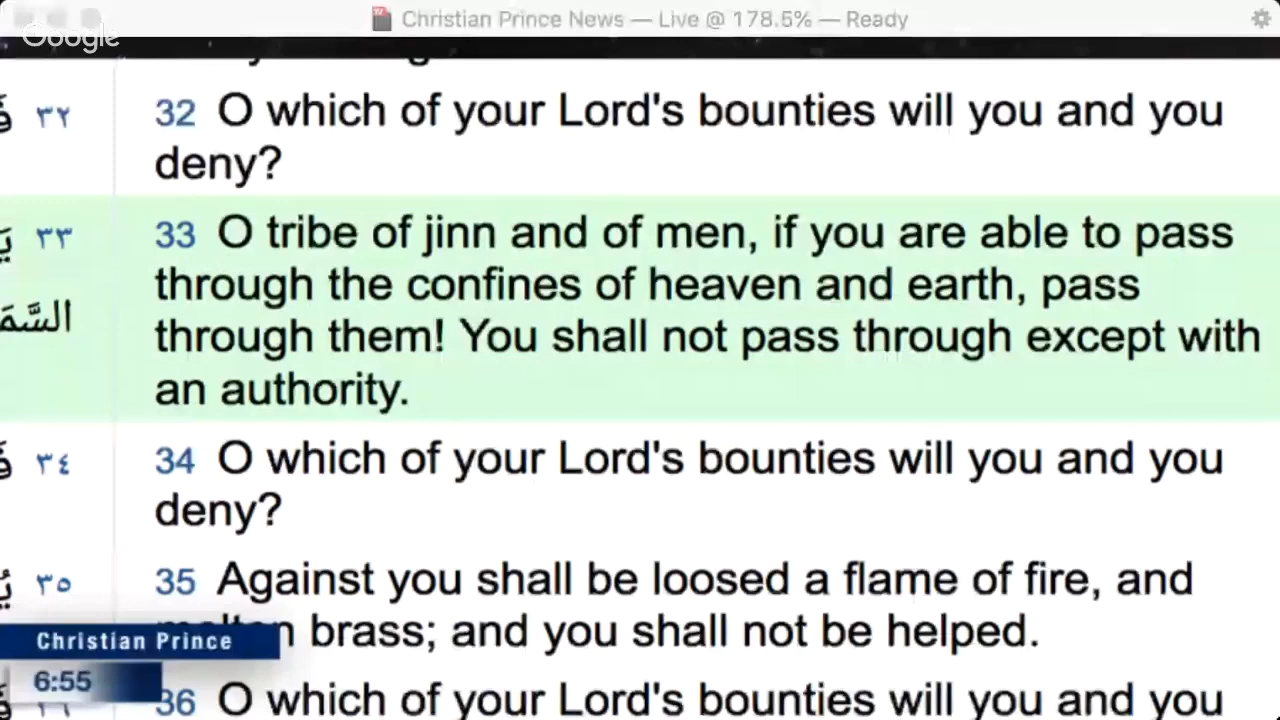 Christian Prince News — Live @ 178.5% — Ready
Google
32 O which of your Lord's bounties will you and you
deny?
٣٢
33 O tribe of jinn and of men, if you are able to pass
through the confines of heaven and earth, pass
through them! You shall not pass through except with
an authority.
٣٣
34 O which of your Lord's bounties will you and you
deny?
٣٤
35 Against you shall be loosed a flame of fire, and
brass; and you shall not be helped.
٣٥
Christian Prince
6:55
36 O which of your Lord's bounties will you and you